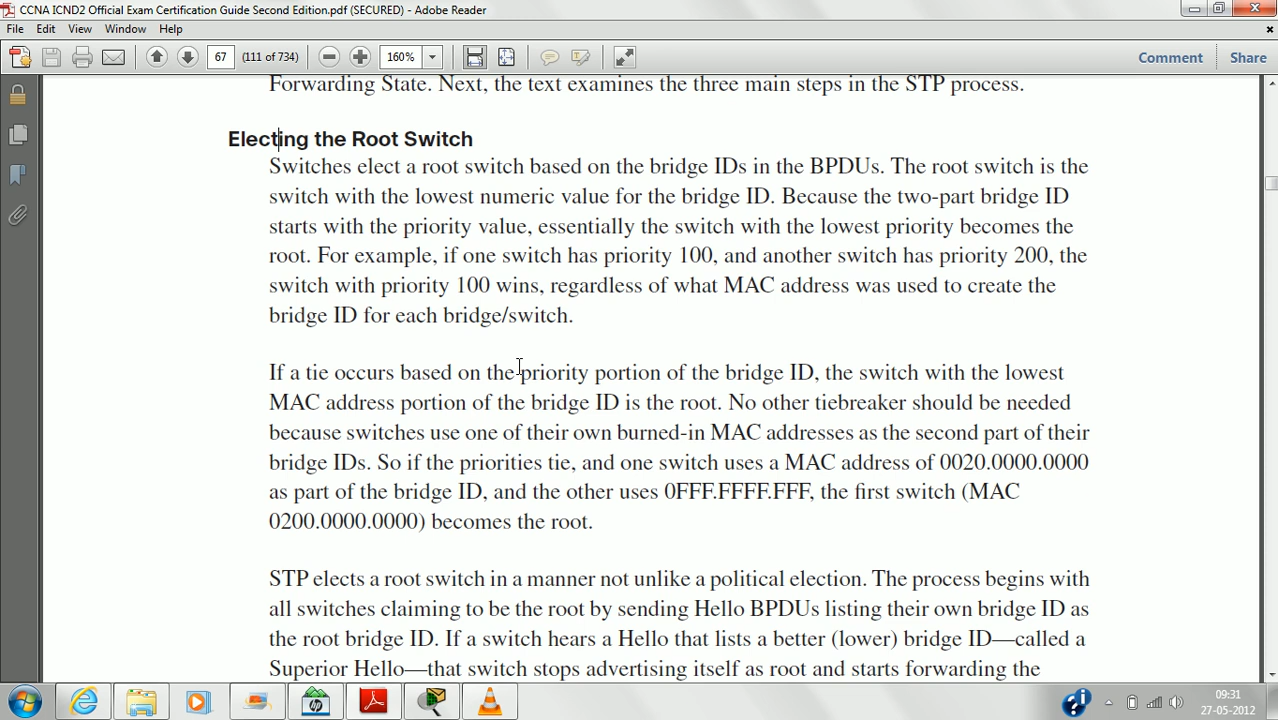 CCNA ICND2 Official Exam Certification Guide Second Edition.pdf (SECURED) - Adobe Reader
File Edit View Window Help
67 (111 of 734) 160% Comment Share
Forwarding State. Next, the text examines the three main steps in the STP process.
Electing the Root Switch
Switches elect a root switch based on the bridge IDs in the BPDUs. The root switch is the
switch with the lowest numeric value for the bridge ID. Because the two-part bridge ID
starts with the priority value, essentially the switch with the lowest priority becomes the
root. For example, if one switch has priority 100, and another switch has priority 200, the
switch with priority 100 wins, regardless of what MAC address was used to create the
bridge ID for each bridge/switch.
If a tie occurs based on the priority portion of the bridge ID, the switch with the lowest
MAC address portion of the bridge ID is the root. No other tiebreaker should be needed
because switches use one of their own burned-in MAC addresses as the second part of their
bridge IDs. So if the priorities tie, and one switch uses a MAC address of 0020.0000.0000
as part of the bridge ID, and the other uses 0FFF.FFFF.FFF, the first switch (MAC
0200.0000.0000) becomes the root.
STP elects a root switch in a manner not unlike a political election. The process begins with
all switches claiming to be the root by sending Hello BPDUs listing their own bridge ID as
the root bridge ID. If a switch hears a Hello that lists a better (lower) bridge ID—called a
Superior Hello—that switch stops advertising itself as root and starts forwarding the
09:31
27-05-2012